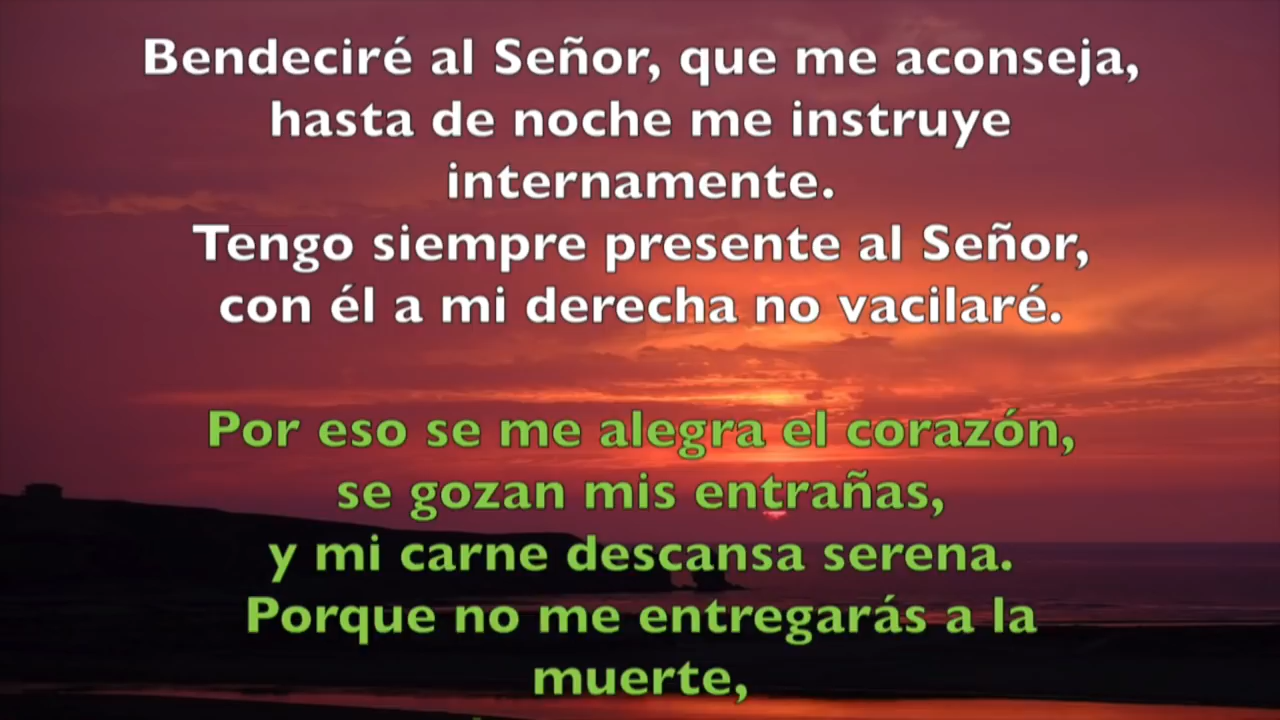 Bendeciré al Señor, que me aconseja,
hasta de noche me instruye
internamente.
Tengo siempre presente al Señor,
con él a mi derecha no vacilaré.
Por eso se me alegra el corazón,
se gozan mis entrañas,
y mi carne descansa serena.
Porque no me entregarás a la
muerte,